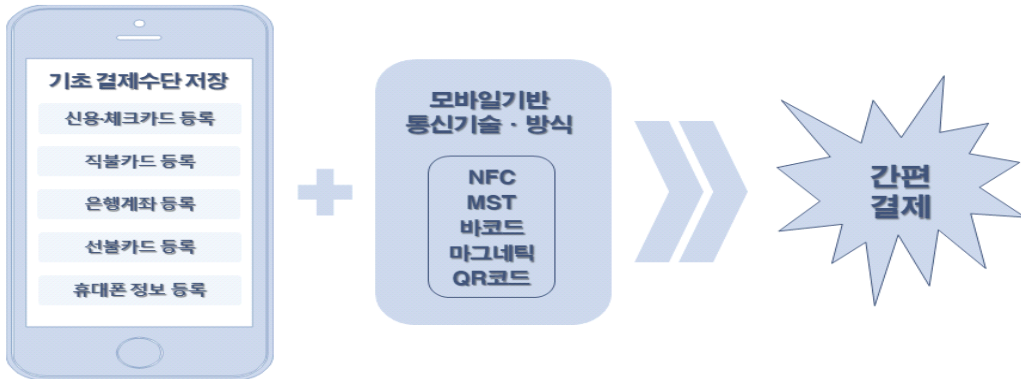 기초 결제수단 저장
신용·체크카드 등록
직불카드 등록
은행계좌 등록
선불카드 등록
휴대폰 정보 등록
모바일기반
통신기술 · 방식
NFC
MST
바코드
마그네틱
QR코드
간편
결제